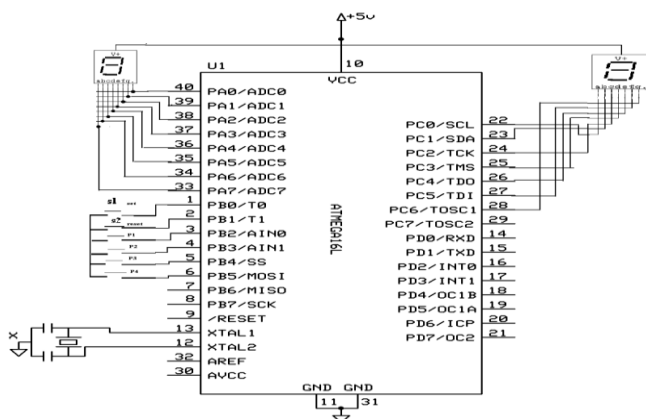 +5v
V+
V+
abcdefg
abcdefg
U1
10
VCC
40 PA0/ADC0
39 PA1/ADC1
38 PA2/ADC2
37 PA3/ADC3
36 PA4/ADC4
35 PA5/ADC5
34 PA6/ADC6
33 PA7/ADC7
s1
1 PB0/T0
s2 reset
2 PB1/T1
P1
3 PB2/AIN0
P2
4 PB3/AIN1
P3
5 PB4/SS
P4
6 PB5/MOSI
7 PB6/MISO
8 PB7/SCK
9 /RESET
X
13 XTAL1
12 XTAL2
32 AREF
30 AVCC
ATMEGA16L
PC0/SCL 22
PC1/SDA 23
PC2/TCK 24
PC3/TMS 25
PC4/TDO 26
PC5/TDI 27
PC6/TOSC1 28
PC7/TOSC2 29
PD0/RXD 14
PD1/TXD 15
PD2/INT0 16
PD3/INT1 17
PD4/OC1B 18
PD5/OC1A 19
PD6/ICP 20
PD7/OC2 21
GND GND
11 31